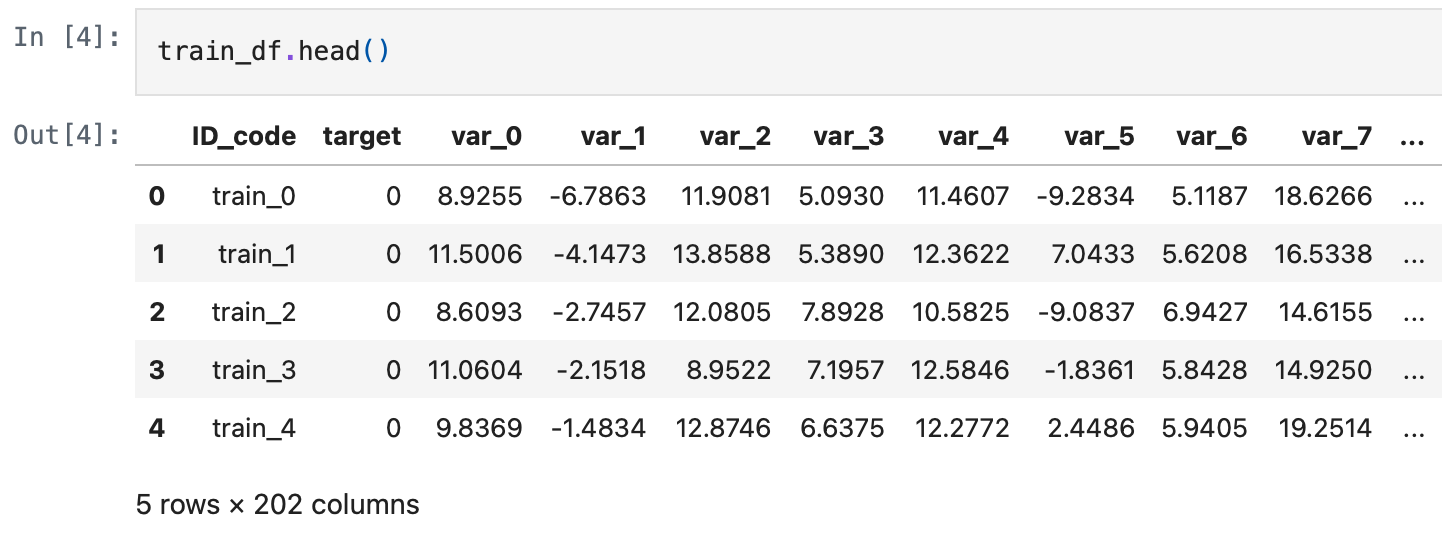 In [4]: train_df.head()
Out[4]: ID_code target var_0 var_1 var_2 var_3 var_4 var_5 var_6 var_7 ...
0 train_0 0 8.9255 -6.7863 11.9081 5.0930 11.4607 -9.2834 5.1187 18.6266 ...
1 train_1 0 11.5006 -4.1473 13.8588 5.3890 12.3622 7.0433 5.6208 16.5338 ...
2 train_2 0 8.6093 -2.7457 12.0805 7.8928 10.5825 -9.0837 6.9427 14.6155 ...
3 train_3 0 11.0604 -2.1518 8.9522 7.1957 12.5846 -1.8361 5.8428 14.9250 ...
4 train_4 0 9.8369 -1.4834 12.8746 6.6375 12.2772 2.4486 5.9405 19.2514 ...
5 rows × 202 columns